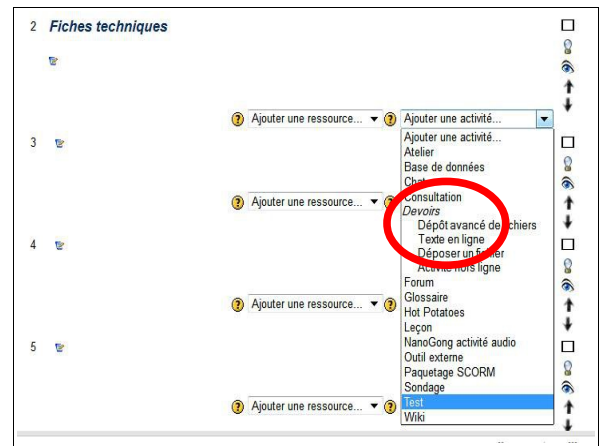 2 Fiches techniques
Ajouter une ressource... Ajouter une activité...
Ajouter une activité...
3
Atelier
Base de données
Chat
Ajouter une ressource...
Consultation
Devoirs
Dépôt avancé de fichiers
Texte en ligne
4
Déposer un fichier
Activité hors ligne
Forum
Glossaire
Ajouter une ressource...
Hot Potatoes
Leçon
5
NanoGong activité audio
Outil externe
Paquetage SCORM
Sondage
Ajouter une ressource...
Test
Wiki